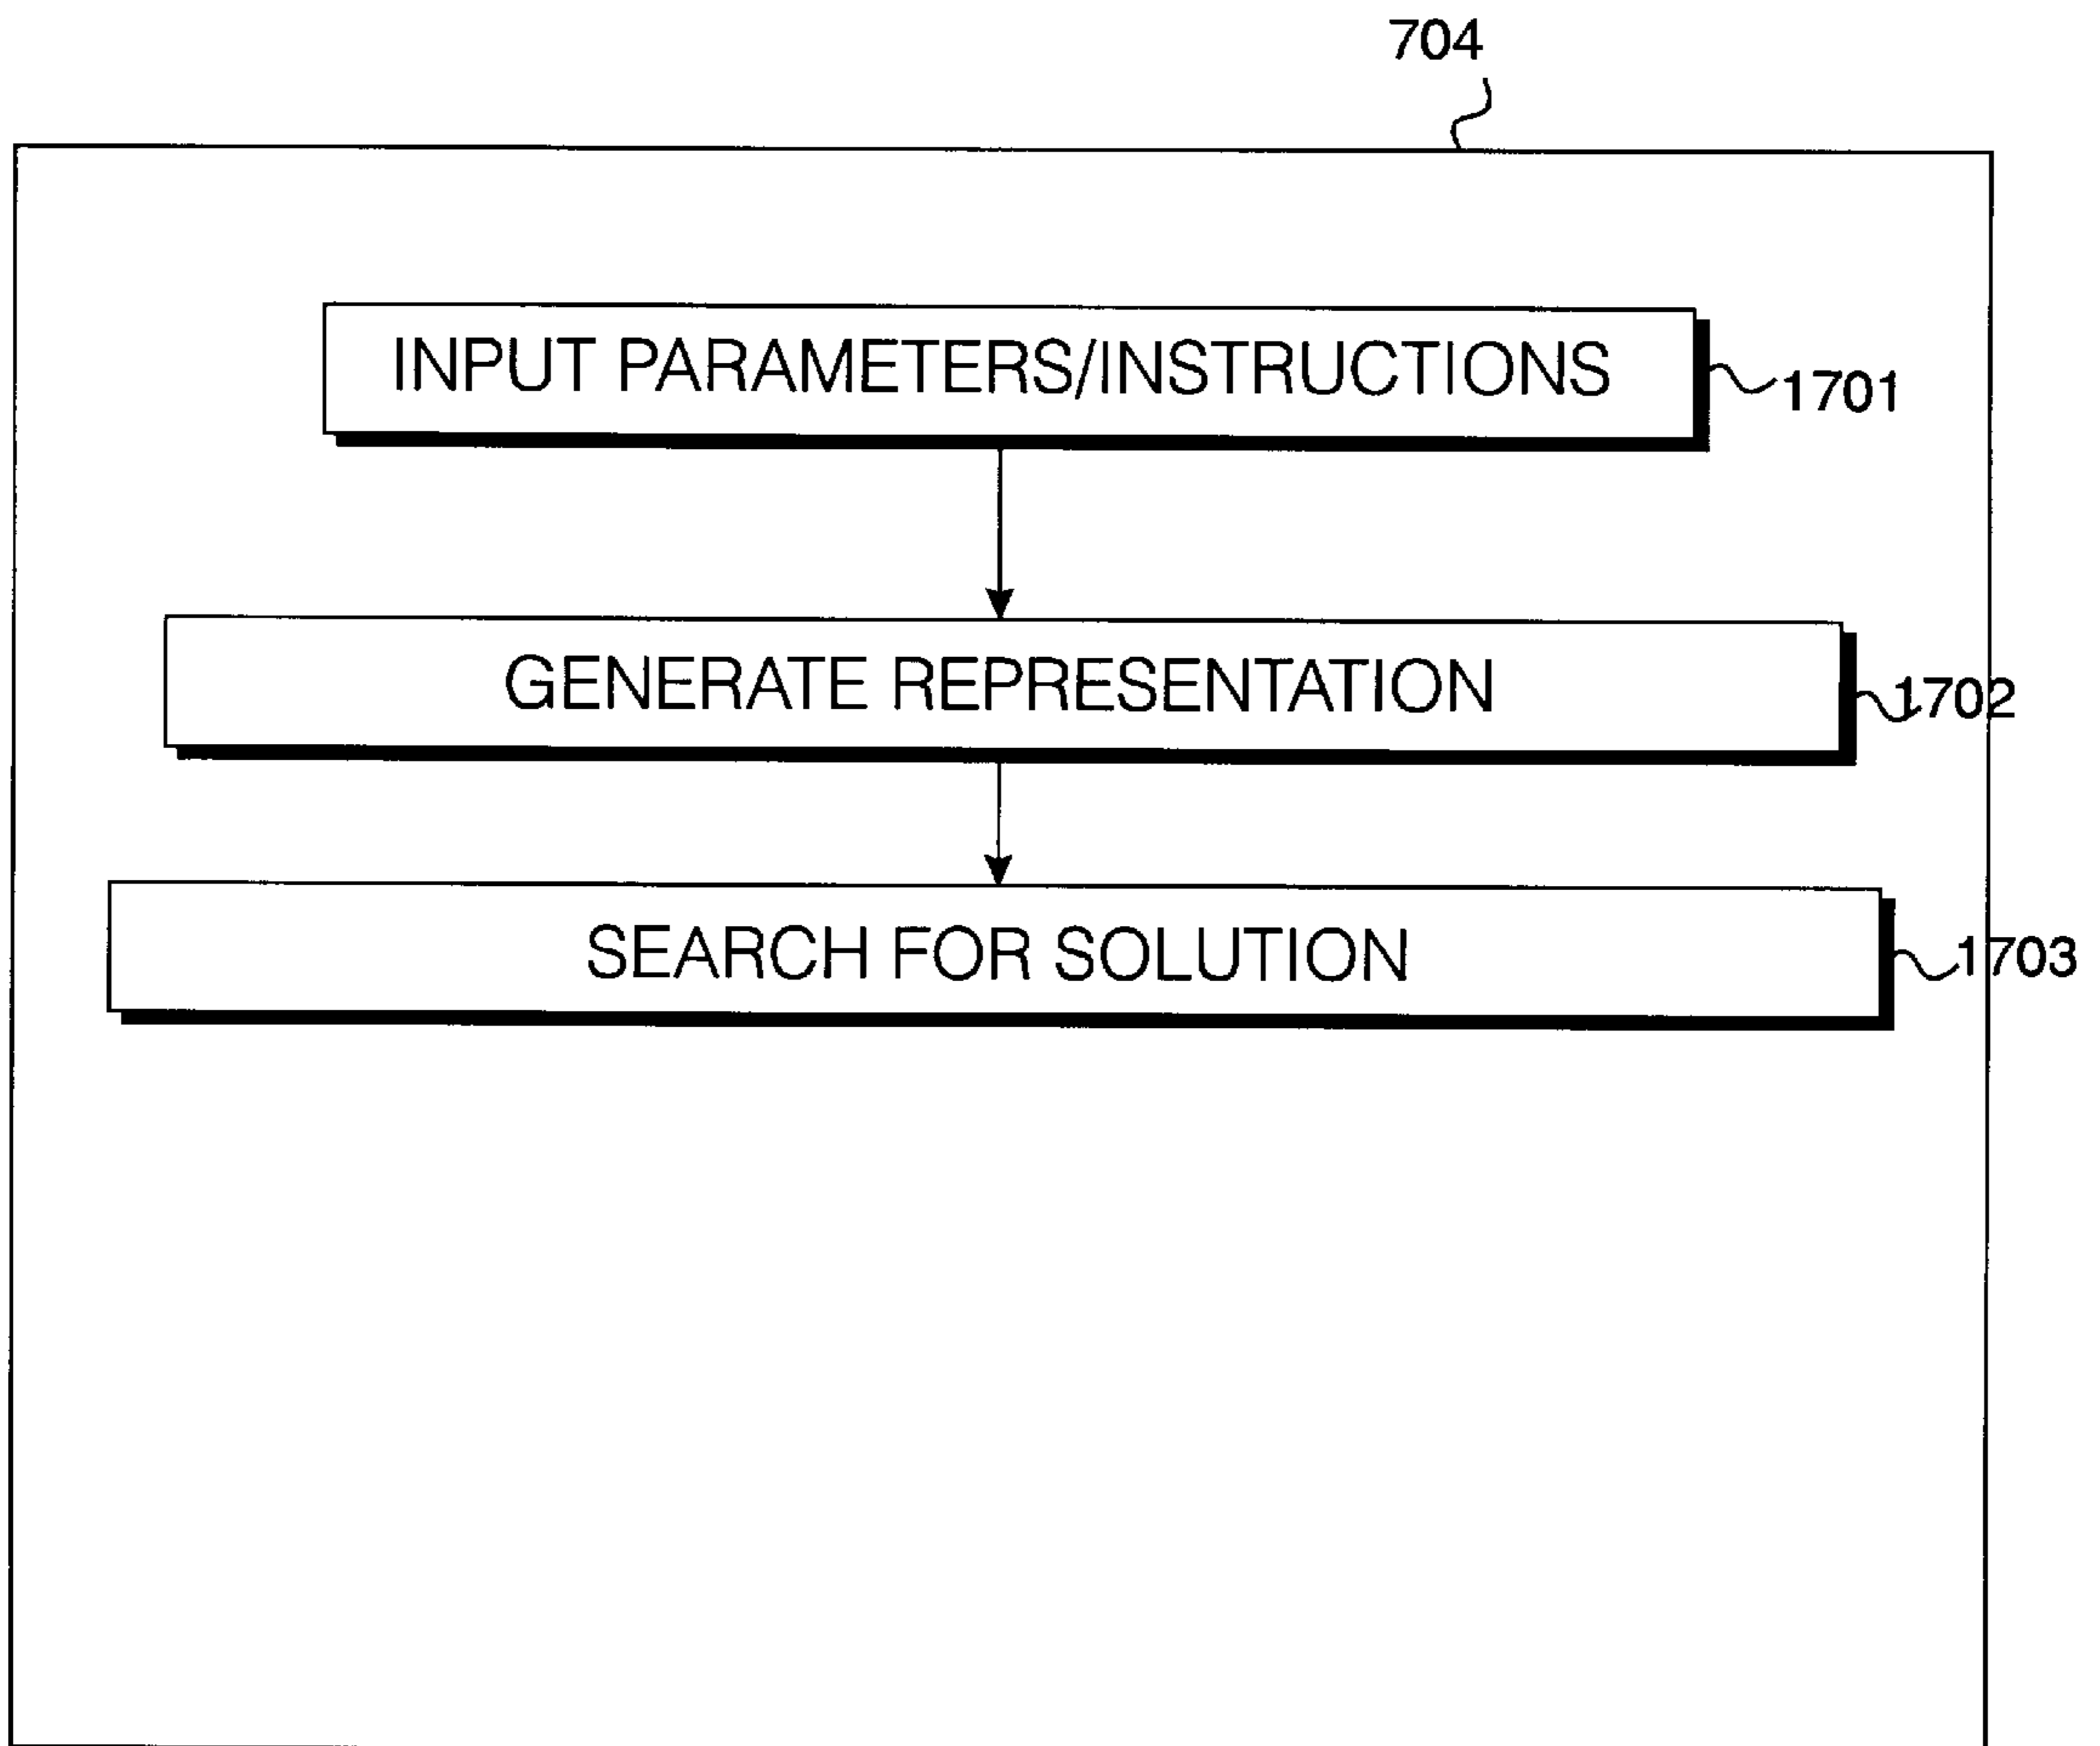 704
INPUT PARAMETERS/INSTRUCTIONS
1701
GENERATE REPRESENTATION
1702
SEARCH FOR SOLUTION
1703